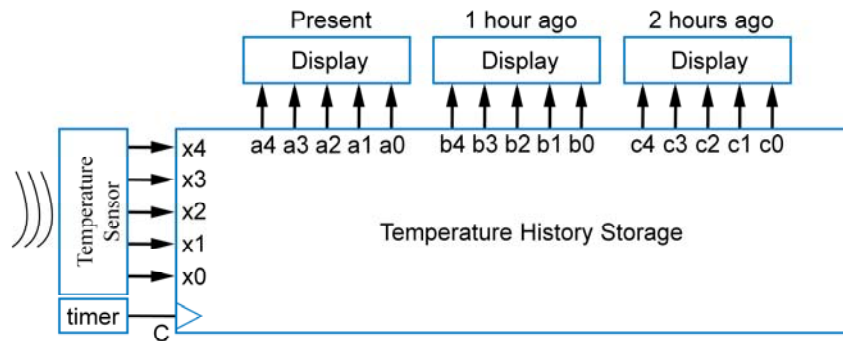 Present 1 hour ago 2 hours ago
Display Display Display
a4 a3 a2 a1 a0 b4 b3 b2 b1 b0 c4 c3 c2 c1 c0
Temperature
Sensor
x4
x3
x2
x1
x0
Temperature History Storage
timer
C